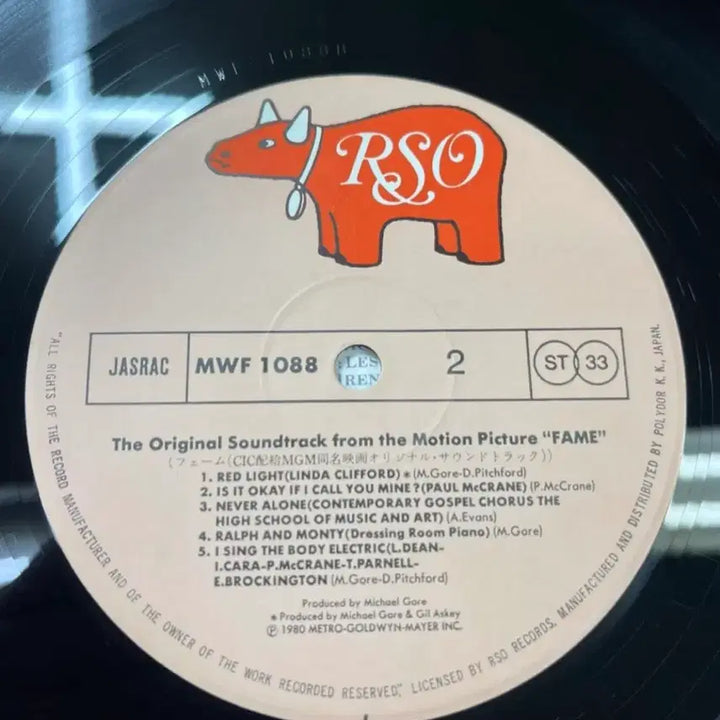 MWF 1088
RSO
JASRAC
MWF 1088
LES
REN
2
ST 33
The Original Soundtrack from the Motion Picture "FAME"
(フェーム(CIC配給MGM同名映画オリジナル・サウンドトラック))
1. RED LIGHT(LINDA CLIFFORD) *(M.Gore-D.Pitchford)
2. IS IT OKAY IF I CALL YOU MINE?(PAUL McCRANE) (P.McCrane)
3. NEVER ALONE(CONTEMPORARY GOSPEL CHORUS THE
HIGH SCHOOL OF MUSIC AND ART) (A.Evans)
4. RALPH AND MONTY(Dressing Room Piano) (M.Gore)
5. I SING THE BODY ELECTRIC(L.DEAN-
I.CARA-P.McCRANE-T.PARNELL-
E.BROCKINGTON (M.Gore-D.Pitchford)
Produced by Michael Gore
* Produced by Michael Gore & Gil Askey
Ⓟ 1980 METRO-GOLDWYN-MAYER INC.
"ALL RIGHTS OF THE RECORD MANUFACTURER AND OF THE OWNER OF THE WORK RECORDED RESERVED," LICENSED BY RSO RECORDS, MANUFACTURED AND DISTRIBUTED BY POLYDOR K.K., JAPAN.